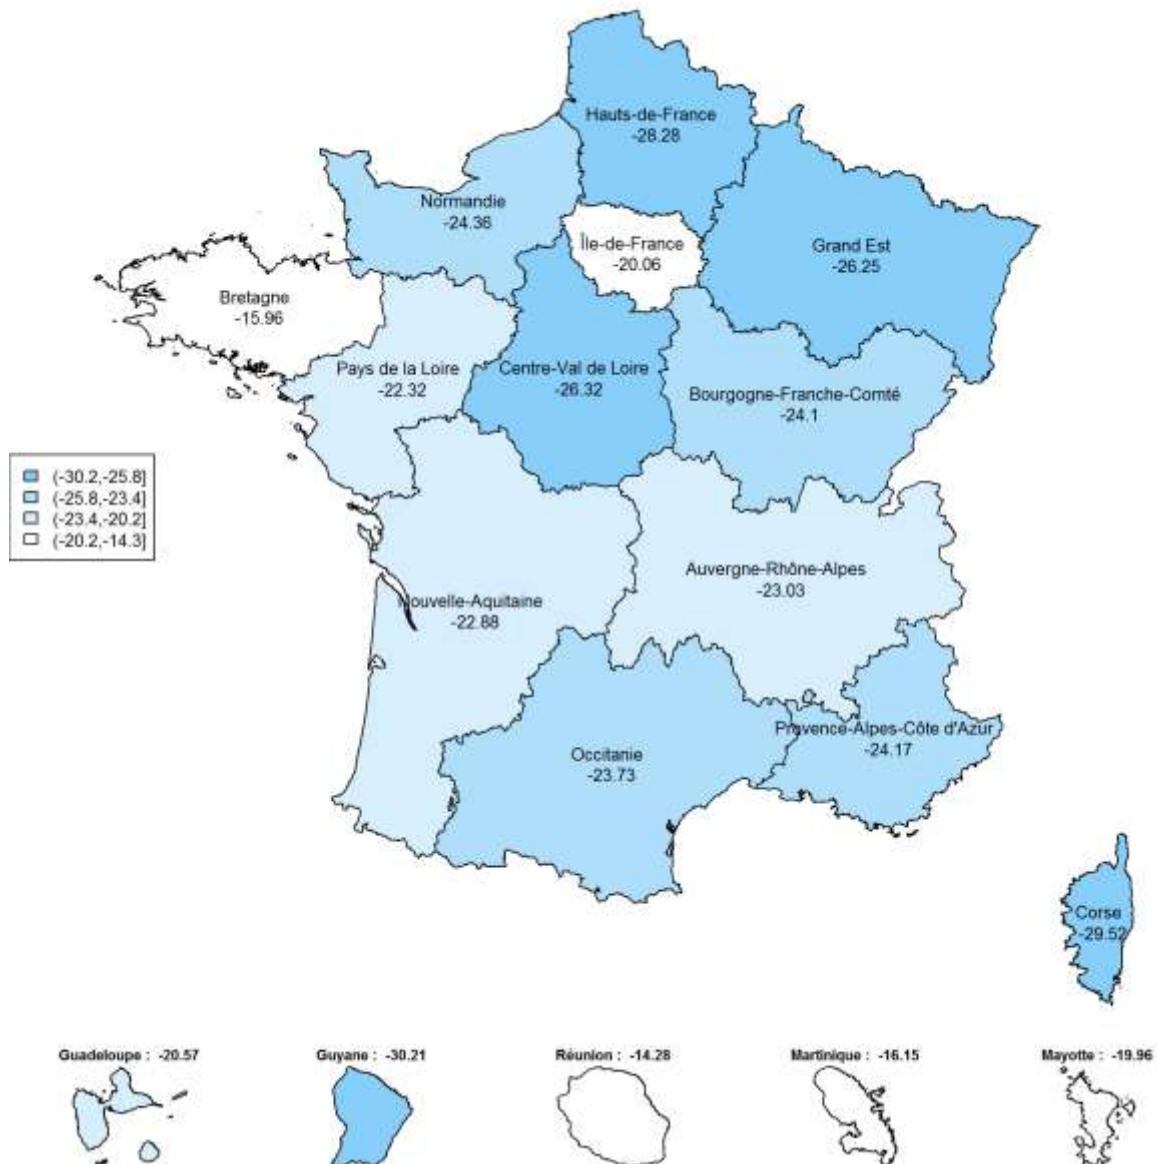 Hauts-de-France
-28.28
Normandie
-24.36
Île-de-France
-20.06
Grand Est
-26.25
Bretagne
-15.96
Pays de la Loire
-22.32
Centre-Val de Loire
-26.32
Bourgogne-Franche-Comté
-24.1
(-30.2,-25.8]
(-25.8,-23.4]
(-23.4,-20.2]
(-20.2,-14.3]
Auvergne-Rhône-Alpes
-23.03
Nouvelle-Aquitaine
-22.88
Provence-Alpes-Côte d'Azur
-24.17
Occitanie
-23.73
Corse
-29.52
Guadeloupe : -20.57
Guyane : -30.21
Réunion : -14.28
Martinique : -16.15
Mayotte : -19.96